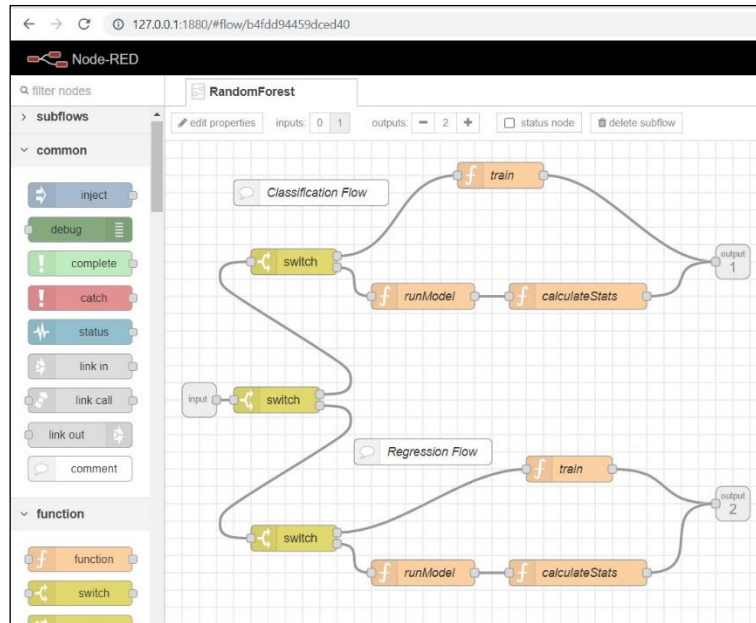 127.0.0.1:1880/#flow/b4fdd94459dced40
Node-RED
filter nodes
RandomForest
edit properties inputs: 0 1 outputs: 2 status node delete subflow
subflows
common
inject
debug
complete
catch
status
link in
link call
link out
comment
function
function
switch
Classification Flow
train
switch
runModel
calculateStats
output
1
input
switch
Regression Flow
train
switch
runModel
calculateStats
output
2